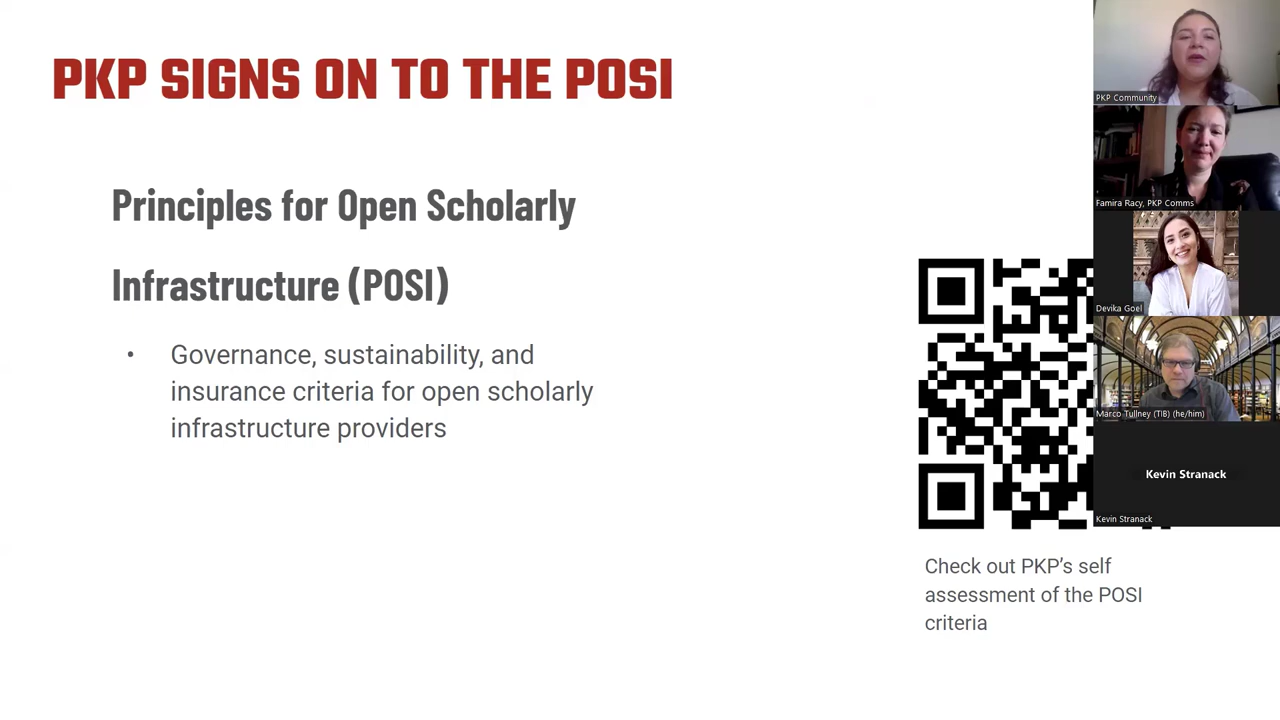 PKP SIGNS ON TO THE POSI
Principles for Open Scholarly
Infrastructure (POSI)
• Governance, sustainability, and
insurance criteria for open scholarly
infrastructure providers
Check out PKP’s self
assessment of the POSI
criteria
PKP Community
Famira Racy, PKP Comms
Devika Goel
Marco Tullney (TIB) (he/him)
Kevin Stranack
Kevin Stranack